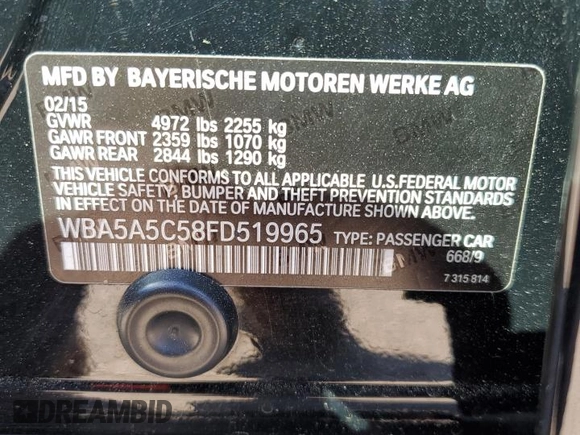 MFD BY BAYERISCHE MOTOREN WERKE AG
02/15
GVWR 4972 lbs 2255 kg
GAWR FRONT 2359 lbs 1070 kg
GAWR REAR 2844 lbs 1290 kg
THIS VEHICLE CONFORMS TO ALL APPLICABLE U.S.FEDERAL MOTOR
VEHICLE SAFETY, BUMPER AND THEFT PREVENTION STANDARDS
IN EFFECT ON THE DATE OF MANUFACTURE SHOWN ABOVE.
WBA5A5C58FD519965 TYPE: PASSENGER CAR
668/9
7 315 814
DREAMBID